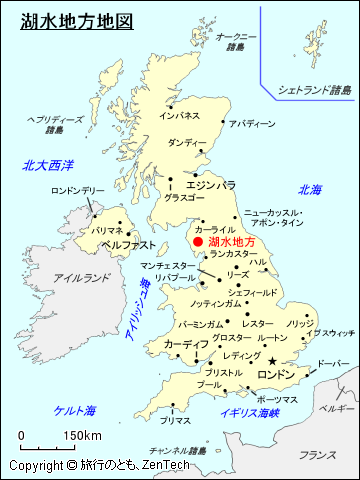 湖水地方地図
オークニー
諸島
シェトランド諸島
インバネス
アバディーン
ヘブリディーズ
諸島
ダンディー
北大西洋
エジンバラ
ロンドンデリー
グラスゴー
北海
ニューカッスル・
アポン・タイン
バリマネ
カーライル
ベルファスト
湖水地方
ランカスター
マンチェスター
ハル
アイルランド
リバプール
リーズ
シェフィールド
アイリッシュ海
ノッティンガム
バーミンガム
レスター
ノリッジ
イプスウィッチ
グロスター
ルートン
カーディフ
レディング
ロンドン
ドーバー
ブリストル
プール
ポーツマス
ケルト海
プリマス
イギリス海峡
ベルギー
0
150km
チャンネル諸島
フランス
Copyright © 旅行のとも、ZenTech